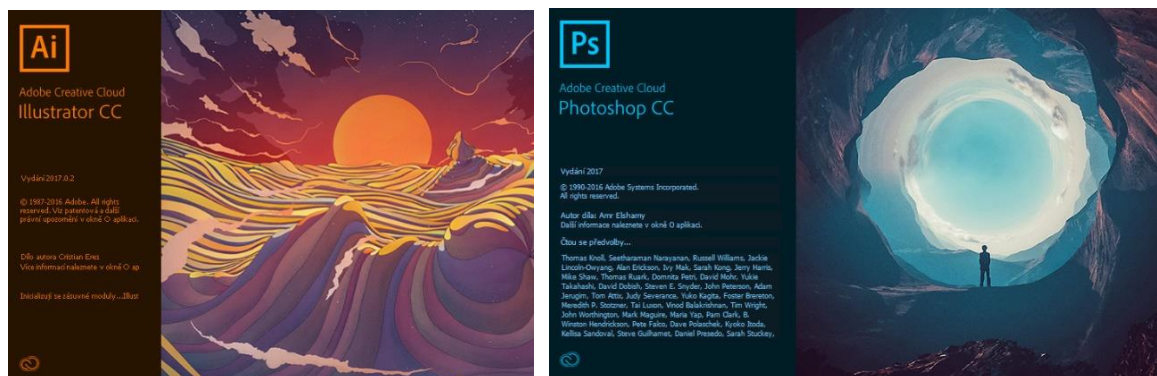 Ai
Adobe Creative Cloud
Illustrator CC
Vydání 2017.0.2
© 1987-2016 Adobe. All rights
reserved. Viz patentová a další
právní upozornění v okně O aplikaci.
Dílo autora Cristian Eres
Více informací naleznete v okně O ap
Inicializují se zásuvné moduly...Illust
Ps
Adobe Creative Cloud
Photoshop CC
Vydání 2017
© 1990-2016 Adobe Systems Incorporated.
All rights reserved.
Autor díla: Amr Elshamy
Další informace naleznete v okně O aplikaci.
Čtou se předvolby...
Thomas Knoll, Seetharaman Narayanan, Russell Williams, Jackie
Lincoln-Owyang, Alan Erickson, Ivy Mak, Sarah Kong, Jerry Harris,
Mike Shaw, Thomas Ruark, Domnita Petri, David Mohr, Yukie
Takahashi, David Dobish, Steven E. Snyder, John Peterson, Adam
Jerugim, Tom Attix, Judy Severance, Yuko Kagita, Foster Brereton,
Meredith P. Stotzner, Tai Luxon, Vinod Balakrishnan, Tim Wright,
John Worthington, Mark Maguire, Maria Yap, Pam Clark, B.
Winston Hendrickson, Pete Falco, Dave Polaschek, Kyoko Itoda,
Kellisa Sandoval, Steve Guilhamet, Daniel Presedo, Sarah Stuckey,